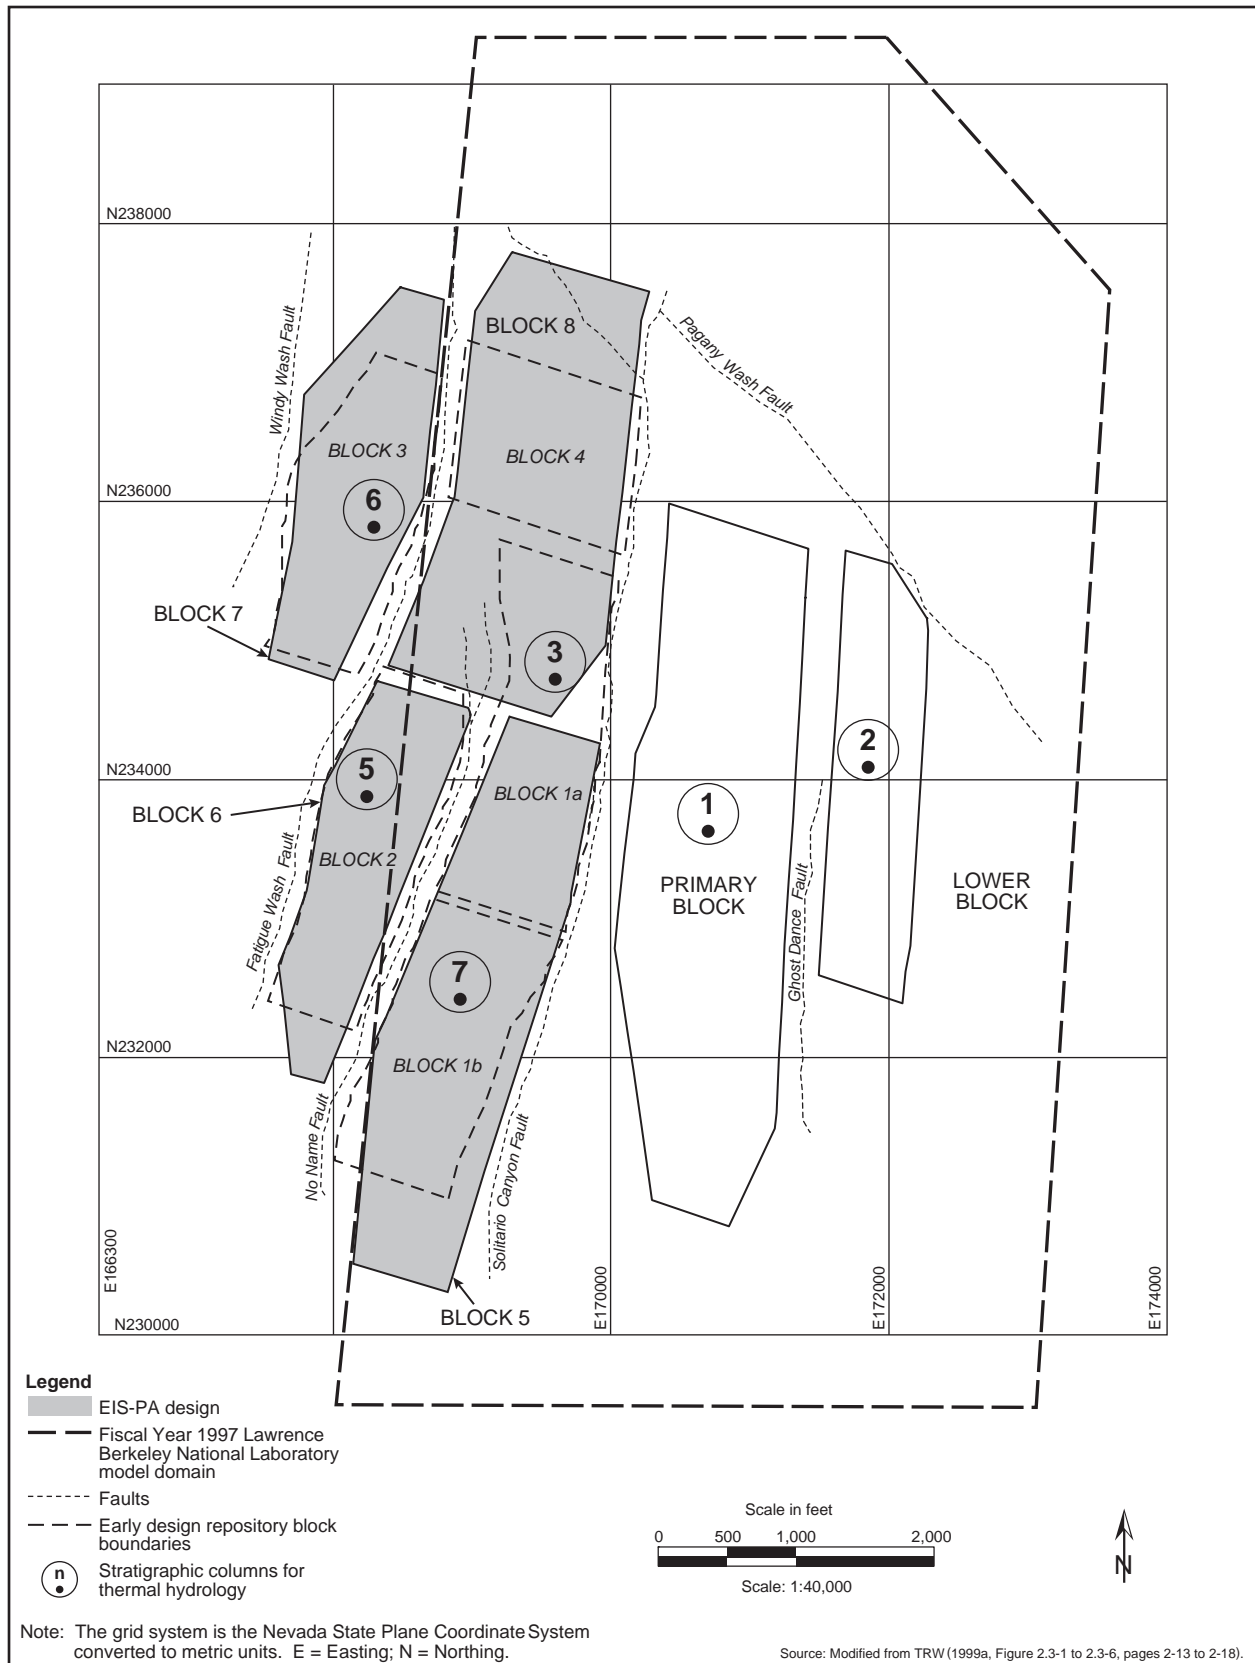 N238000
Windy Wash Fault
BLOCK 8
Pagany Wash Fault
BLOCK 3
BLOCK 4
N236000
6
BLOCK 7
3
2
N234000
5
BLOCK 1a
BLOCK 6
1
BLOCK 2
PRIMARY
BLOCK
LOWER
BLOCK
Fatigue Wash Fault
Ghost Dance Fault
7
N232000
BLOCK 1b
No Name Fault
Solitario Canyon Fault
E166300
E170000
E172000
E174000
BLOCK 5
N230000
Legend
EIS-PA design
Fiscal Year 1997 Lawrence
Berkeley National Laboratory
model domain
Faults
Early design repository block
boundaries
n
Stratigraphic columns for
thermal hydrology
Scale in feet
0 500 1,000 2,000
Scale: 1:40,000
N
Note: The grid system is the Nevada State Plane Coordinate System
converted to metric units. E = Easting; N = Northing.
Source: Modified from TRW (1999a, Figure 2.3-1 to 2.3-6, pages 2-13 to 2-18).